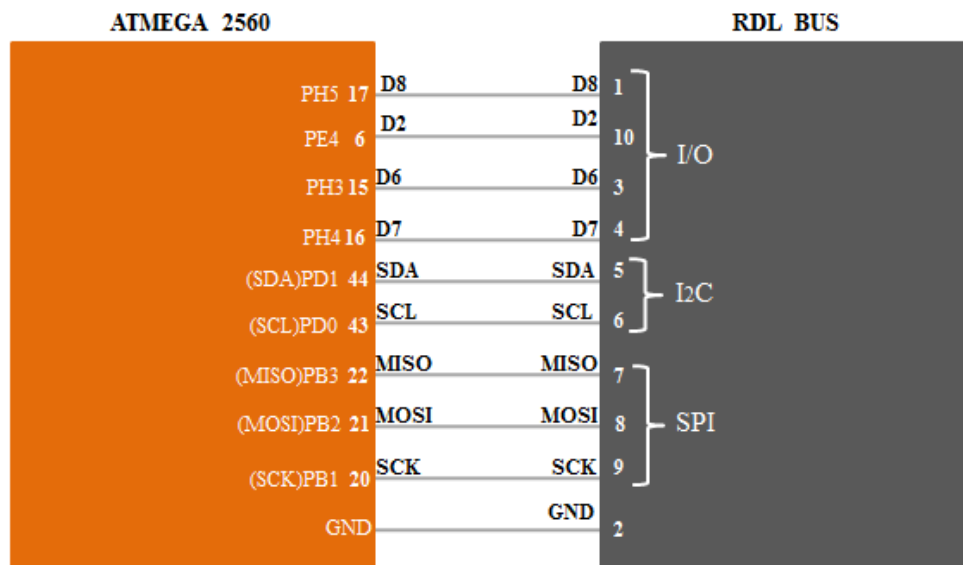 ATMEGA 2560 RDL BUS
PH5 17 D8 D8 1
PE4 6 D2 D2 10
I/O
PH3 15 D6 D6 3
PH4 16 D7 D7 4
(SDA)PD1 44 SDA SDA 5
I2C
(SCL)PD0 43 SCL SCL 6
(MISO)PB3 22 MISO MISO 7
(MOSI)PB2 21 MOSI MOSI 8 SPI
(SCK)PB1 20 SCK SCK 9
GND GND 2